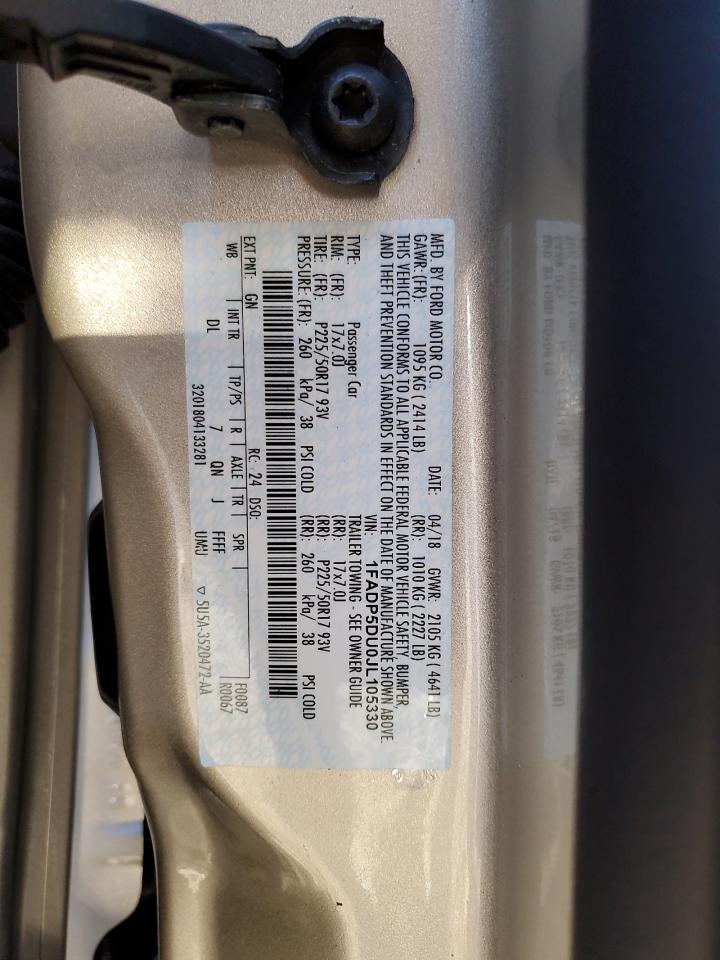 MFD. BY FORD MOTOR CO.
DATE: 04/18 GVWR: 2105 KG ( 4641 LB)
GAWR: (FR): 1095 KG ( 2414 LB) (RR): 1010 KG ( 2227 LB)
THIS VEHICLE CONFORMS TO ALL APPLICABLE FEDERAL MOTOR VEHICLE SAFETY, BUMPER,
AND THEFT PREVENTION STANDARDS IN EFFECT ON THE DATE OF MANUFACTURE SHOWN ABOVE.
VIN: 1FADP5DU0JL105330
TYPE: Passenger Car TRAILER TOWING - SEE OWNER GUIDE
RIM: (FR): 17x7.0J (RR): 17x7.0J
TIRE: (FR): P225/50R17 93V (RR): P225/50R17 93V
PRESSURE: (FR): 260 kPa/ 38 PSI COLD (RR): 260 kPa/ 38 PSI COLD
EXT PNT: GN RC: 24 DSO: F0087
WB INT TR TP/PS R AXLE TR SPR R0067
DL 7 QN J FFFF
UMU
3201804133281 ▽ 5U5A-3520472-AA